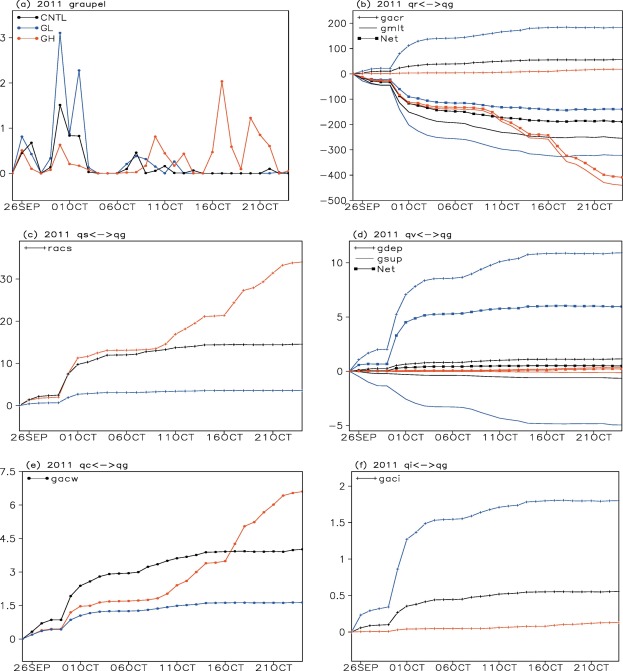 (a) 2011 graupel
CNTL
GL
GH
3
2
1
0
26SEP 01OCT 06OCT 11OCT 16OCT 21OCT
(b) 2011 qr<->qg
gacr
gmlt
Net
200
100
0
-100
-200
-300
-400
-500
26SEP 01OCT 06OCT 11OCT 16OCT 21OCT
(c) 2011 qs<->qg
racs
30
20
10
0
26SEP 01OCT 06OCT 11OCT 16OCT 21OCT
(d) 2011 qv<->qg
gdep
gsup
Net
10
5
0
-5
26SEP 01OCT 06OCT 11OCT 16OCT 21OCT
(e) 2011 qc<->qg
gacw
7.5
6
4.5
3
1.5
0
26SEP 01OCT 06OCT 11OCT 16OCT 21OCT
(f) 2011 qi<->qg
gaci
2
1.5
1
0.5
0
26SEP 01OCT 06OCT 11OCT 16OCT 21OCT